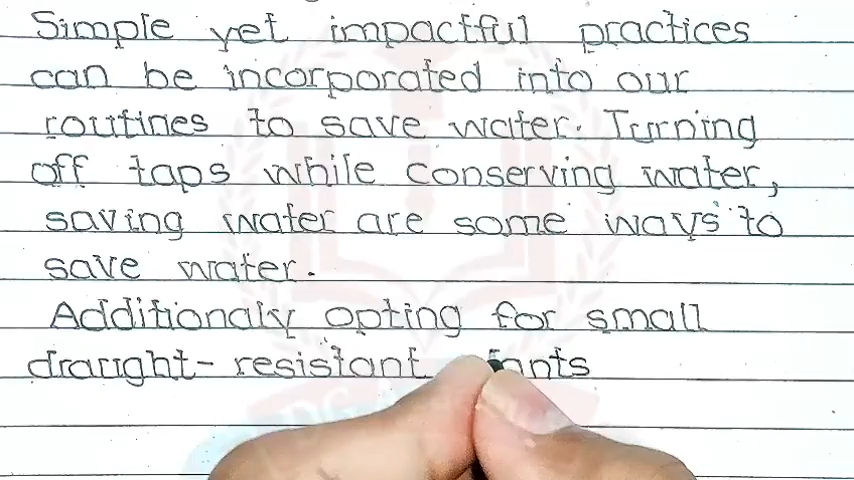 Simple yet impactful practices
can be incorporated into our
routines to save water. Turning
off taps while conserving water,
saving water are some ways to
save water.
Additionaly opting for small
draught-resistant